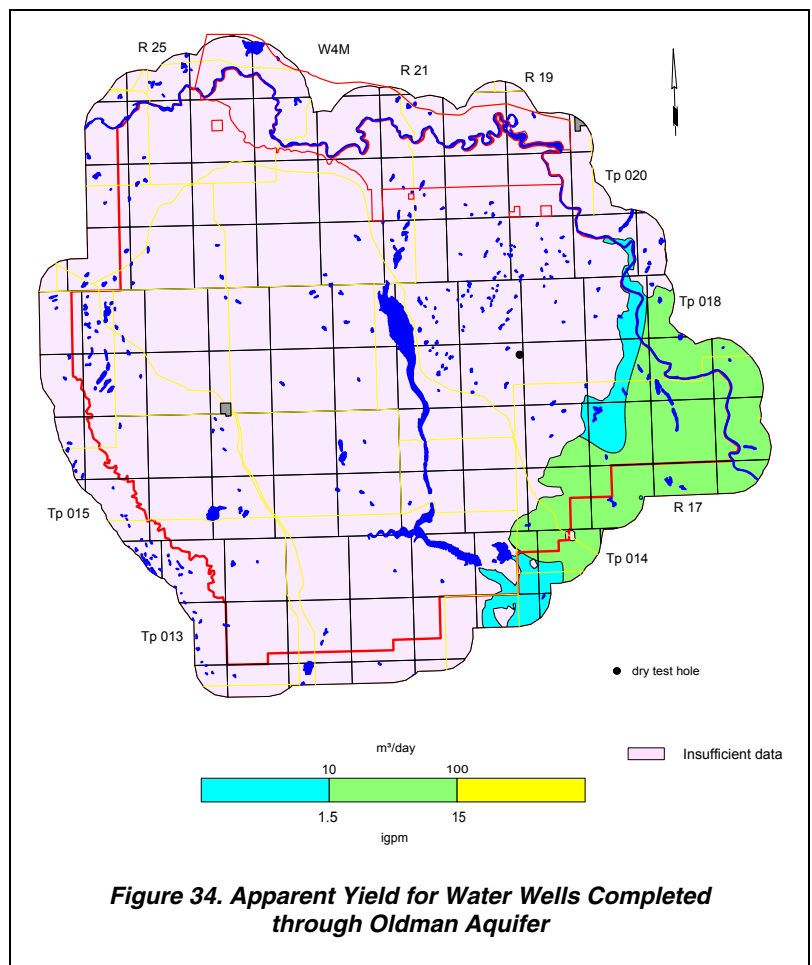 R 25
W4M
R 21
R 19
Tp 020
Tp 018
Tp 015
R 17
Tp 014
Tp 013
dry test hole
m³/day
10 100
Insufficient data
1.5 15
igpm
Figure 34. Apparent Yield for Water Wells Completed
through Oldman Aquifer